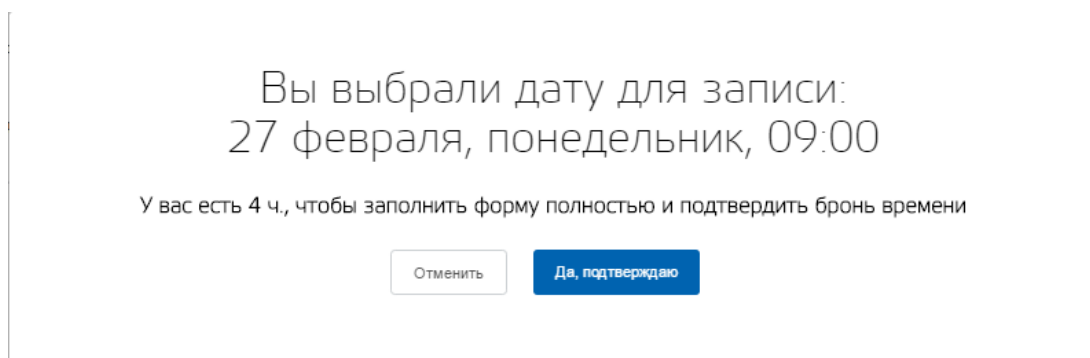 Вы выбрали дату для записи:
27 февраля, понедельник, 09:00
У вас есть 4 ч., чтобы заполнить форму полностью и подтвердить бронь времени
Отменить
Да, подтверждаю